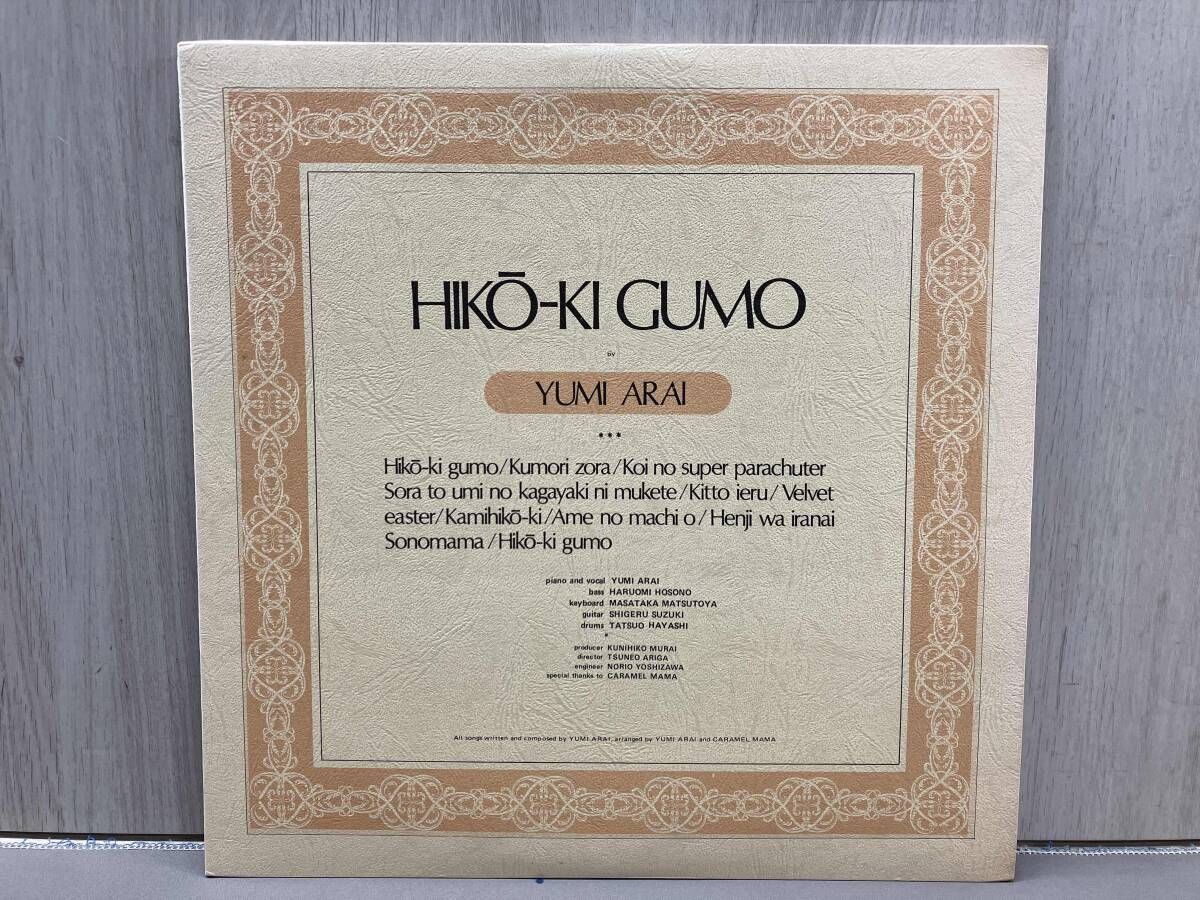 HIKŌ-KI GUMO
by
YUMI ARAI
***
Hikō-ki gumo/Kumori zora/Koi no super parachuter
Sora to umi no kagayaki ni mukete/Kitto ieru/Velvet
easter/Kamihikō-ki/Ame no machi o/Henji wa iranai
Sonomama/Hikō-ki gumo
piano and vocal YUMI ARAI
bass HARUOMI HOSONO
keyboard MASATAKA MATSUTOYA
guitar SHIGERU SUZUKI
drums TATSUO HAYASHI
*
producer KUNIHIKO MURAI
director TSUNEO ARIGA
engineer NORIO YOSHIZAWA
special thanks to CARAMEL MAMA
All songs written and composed by YUMI ARAI, arranged by YUMI ARAI and CARAMEL MAMA